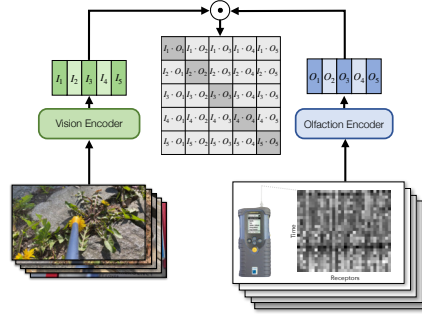 I1 I2 I3 I4 I5
Vision Encoder
I1 · O1 I1 · O2 I1 · O3 I1 · O4 I1 · O5
I2 · O1 I2 · O2 I2 · O3 I2 · O4 I2 · O5
I3 · O1 I3 · O2 I3 · O3 I3 · O4 I3 · O5
I4 · O1 I4 · O2 I4 · O3 I4 · O4 I4 · O5
I5 · O1 I5 · O2 I5 · O3 I5 · O4 I5 · O5
O1 O2 O3 O4 O5
Olfaction Encoder
Time
Receptors